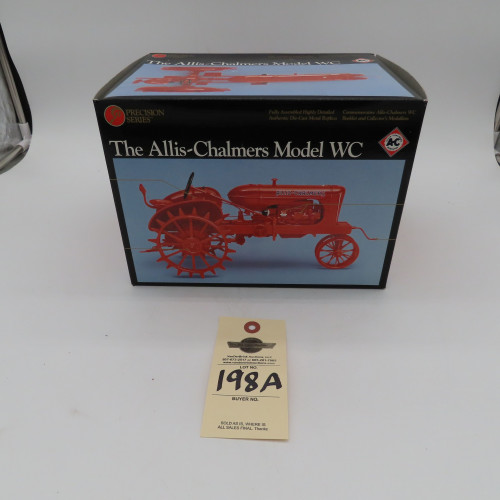 The Allis-Chalmers Model WC
PRECISION
SERIES
Fully Assembled Highly Detailed
Authentic Die-Cast Metal Replica
Commemorative Allis-Chalmers WC
Booklet and Collector's Medallion
The Allis-Chalmers Model WC
A-C
LOT NO.
198A
BUYER NO.
SOLD AS IS, WHERE IS
ALL SALES FINAL, Thanks